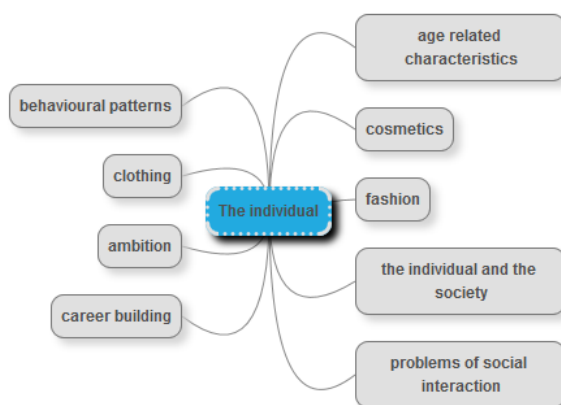 age related
characteristics
behavioural patterns
cosmetics
clothing
The individual
fashion
ambition
the individual and the
society
career building
problems of social
interaction